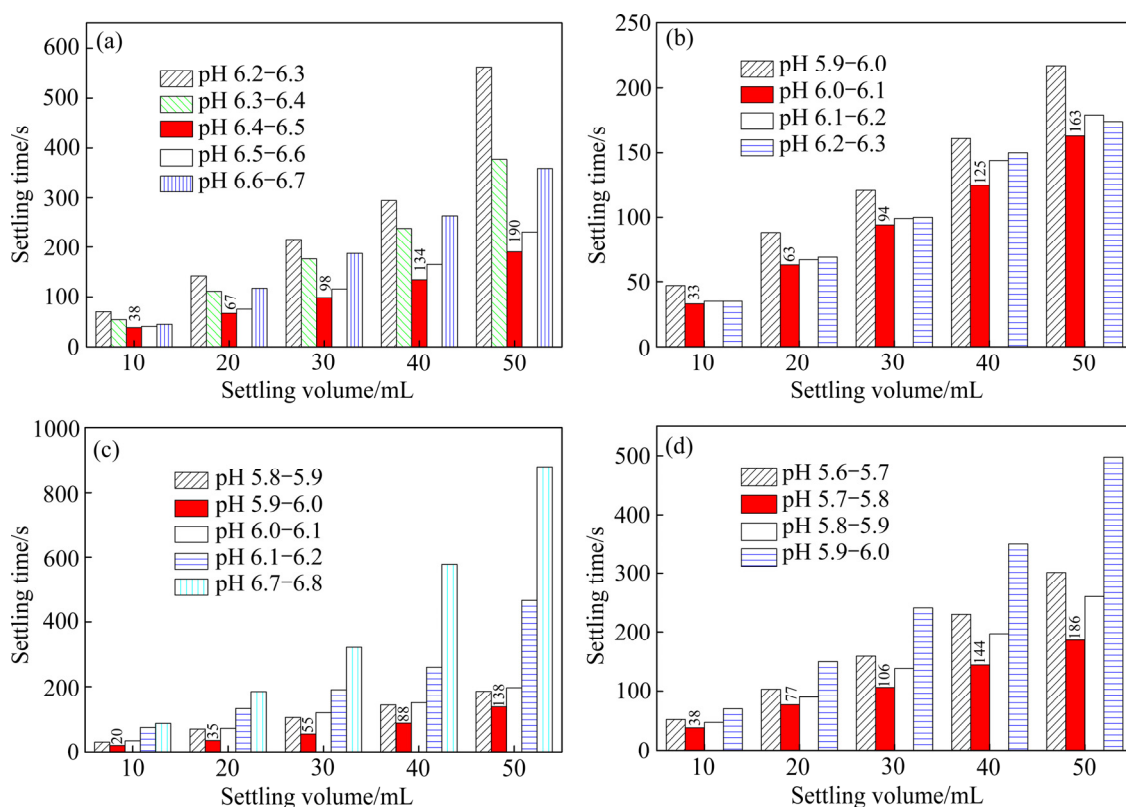 (a)
pH 6.2−6.3
pH 6.3−6.4
pH 6.4−6.5
pH 6.5−6.6
pH 6.6−6.7
Settling time/s
600
500
400
300
200
100
0
38
67
98
134
190
10 20 30 40 50
Settling volume/mL
(b)
pH 5.9−6.0
pH 6.0−6.1
pH 6.1−6.2
pH 6.2−6.3
Settling time/s
250
200
150
100
50
0
33
63
94
125
163
10 20 30 40 50
Settling volume/mL
(c)
pH 5.8−5.9
pH 5.9−6.0
pH 6.0−6.1
pH 6.1−6.2
pH 6.7−6.8
Settling time/s
1000
800
600
400
200
0
20
35
55
88
138
10 20 30 40 50
Settling volume/mL
(d)
pH 5.6−5.7
pH 5.7−5.8
pH 5.8−5.9
pH 5.9−6.0
Settling time/s
500
400
300
200
100
0
38
77
106
144
186
10 20 30 40 50
Settling volume/mL